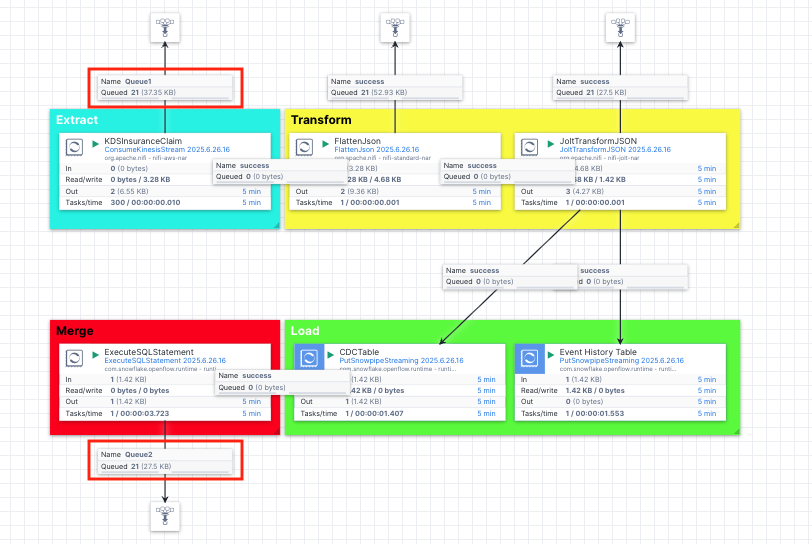 Name Queue1
Queued 21 (37.35 KB)
Name success
Queued 21 (52.93 KB)
Name success
Queued 21 (27.5 KB)
Extract
Transform
KDSInsuranceClaim
ConsumeKinesisStream 2025.6.26.16
org.apache.nifi - nifi-aws-nar
In 0 (0 bytes)
Read/write 0 bytes / 3.28 KB
Out 2 (6.55 KB) 5 min
Tasks/time 300 / 00:00:00.010 5 min
Name success
Queued 0 (0 bytes)
FlattenJson
FlattenJson 2025.6.26.16
org.apache.nifi - nifi-standard-nar
(3.28 KB)
28 KB / 4.68 KB
Out 2 (9.36 KB) 5 min
Tasks/time 1 / 00:00:00.001 5 min
Name success
Queued 0 (0 bytes)
JoltTransformJSON
JoltTransformJSON 2025.6.26.16
org.apache.nifi - nifi-jolt-nar
4.68 KB) 5 min
68 KB / 1.42 KB 5 min
Out 3 (4.27 KB) 5 min
Tasks/time 1 / 00:00:00.001 5 min
Name success
Queued 0 (0 bytes)
success
0 (0 bytes)
Merge
Load
ExecuteSQLStatement
ExecuteSQLStatement 2025.6.26.16
com.snowflake.openflow.runtime - runti...
In 1 (1.42 KB)
Read/write 0 bytes / 0 bytes
Out 1 (1.42 KB) 5 min
Tasks/time 1 / 00:00:03.723 5 min
Name success
Queued 0 (0 bytes)
CDCTable
PutSnowpipeStreaming 2025.6.26.16
com.snowflake.openflow.runtime - runti...
(1.42 KB) 5 min
.42 KB / 0 bytes 5 min
Out 1 (1.42 KB) 5 min
Tasks/time 1 / 00:00:01.407 5 min
Event History Table
PutSnowpipeStreaming 2025.6.26.16
com.snowflake.openflow.runtime - runti...
In 1 (1.42 KB) 5 min
Read/write 1.42 KB / 0 bytes 5 min
Out 0 (0 bytes) 5 min
Tasks/time 1 / 00:00:01.553 5 min
Name Queue2
Queued 21 (27.5 KB)